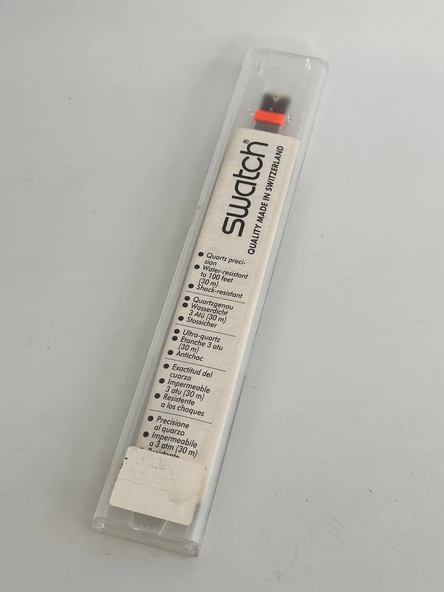 swatch®
QUALITY MADE IN SWITZERLAND
● Quartz preci-
sion
● Water-resistant
to 100 feet
(30 m)
● Shock-resistant
● Quartzgenau
● Wasserdicht
3 Atü (30 m)
● Stossicher
● Ultra-quartz
● Etanche 3 atu
(30 m)
● Antichoc
● Exactitud del
cuarzo
● Impermeable
3 atu (30 m)
● Resistente
a los choques
● Precisione
al quarzo
● Impermeabile
a 3 atm (30 m)